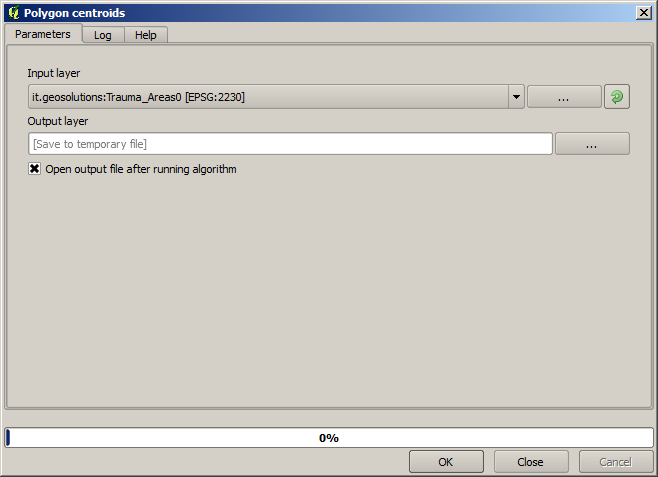 Polygon centroids
Parameters Log Help
Input layer
it.geosolutions:Trauma_Areas0 [EPSG:2230] ...
Output layer
[Save to temporary file] ...
Open output file after running algorithm
0%
OK Close Cancel